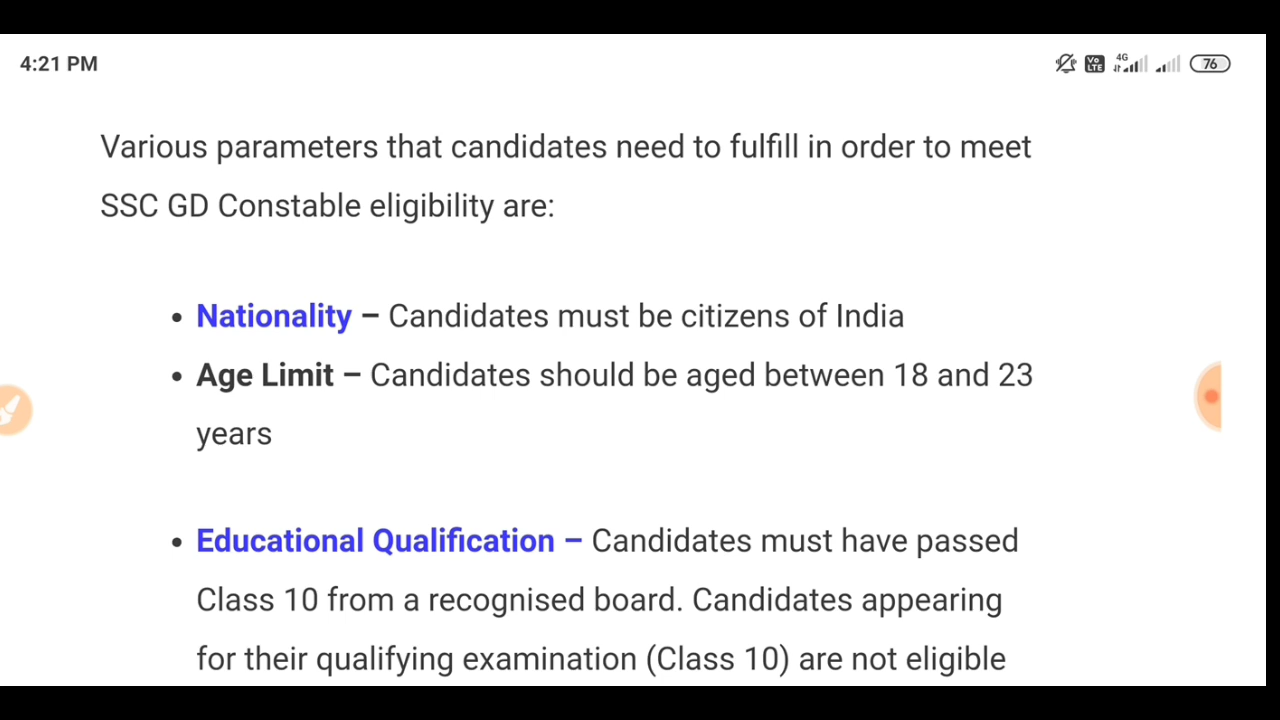 4:21 PM
Vo LTE 4G 76
Various parameters that candidates need to fulfill in order to meet
SSC GD Constable eligibility are:
• Nationality – Candidates must be citizens of India
• Age Limit – Candidates should be aged between 18 and 23
years
• Educational Qualification – Candidates must have passed
Class 10 from a recognised board. Candidates appearing
for their qualifying examination (Class 10) are not eligible